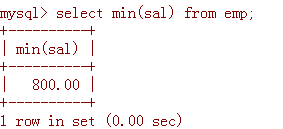 mysql> select min(sal) from emp;
+----------+
| min(sal) |
+----------+
|   800.00 |
+----------+
1 row in set (0.00 sec)